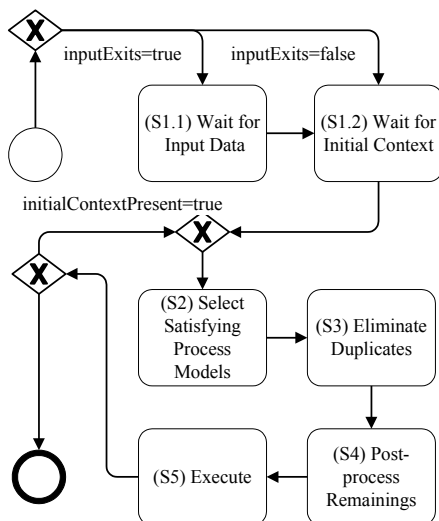 X
inputExits=true
inputExits=false
(S1.1) Wait for
Input Data
(S1.2) Wait for
Initial Context
initialContextPresent=true
X
X
(S2) Select
Satisfying
Process
Models
(S3) Eliminate
Duplicates
(S5) Execute
(S4) Post-
process
Remainings